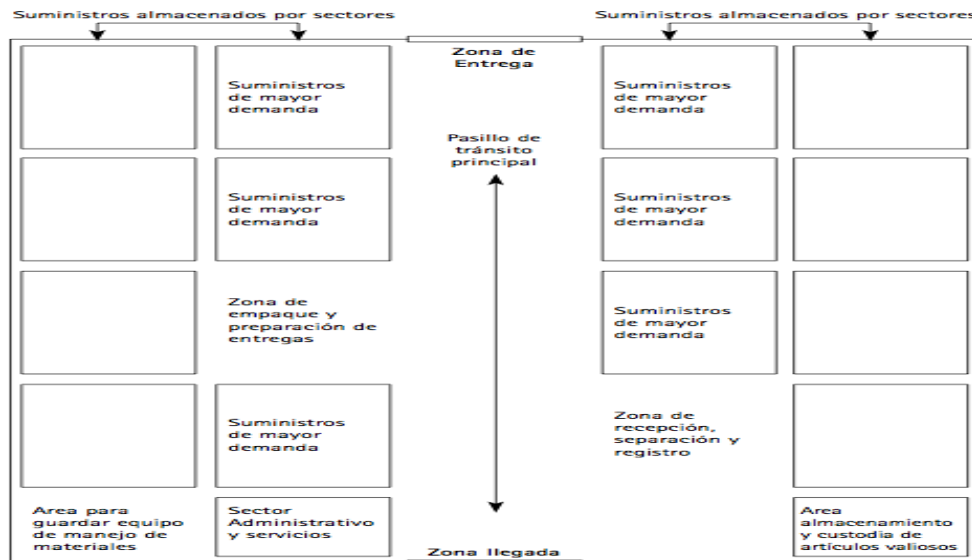 Suministros almacenados por sectores
Suministros almacenados por sectores
Zona de
Entrega
Suministros
de mayor
demanda
Suministros
de mayor
demanda
Pasillo de
tránsito
principal
Suministros
de mayor
demanda
Suministros
de mayor
demanda
Zona de
empaque y
preparación de
entregas
Suministros
de mayor
demanda
Suministros
de mayor
demanda
Zona de
recepción,
separación y
registro
Area para
guardar equipo
de manejo de
materiales
Sector
Administrativo
y servicios
Zona llegada
Area
almacenamiento
y custodia de
artículos valiosos